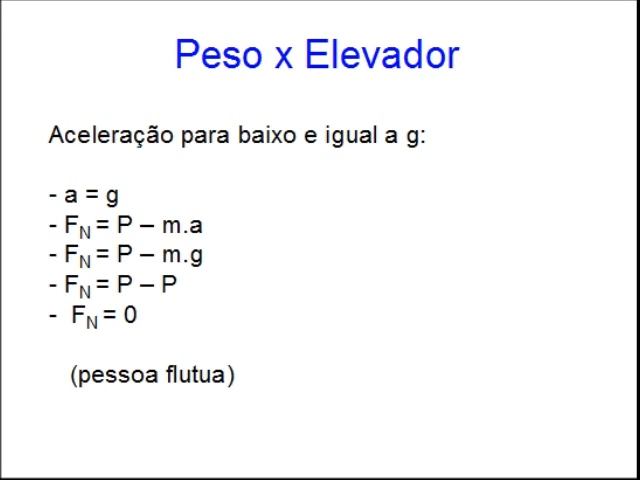 Peso x Elevador
Aceleração para baixo e igual a g:
- a = g
- FN = P – m.a
- FN = P – m.g
- FN = P – P
- FN = 0
(pessoa flutua)